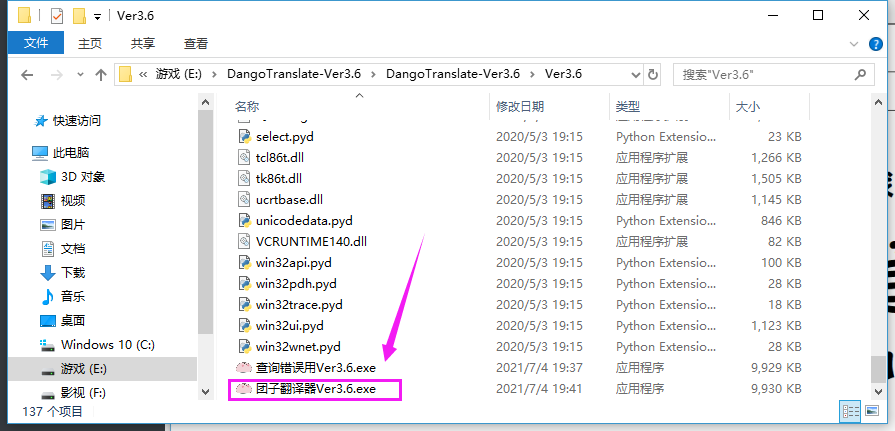 Ver3.6
文件 主页 共享 查看
« 游戏 (E:) > DangoTranslate-Ver3.6 > DangoTranslate-Ver3.6 > Ver3.6 搜索"Ver3.6"
名称 修改日期 类型 大小
快速访问
此电脑
3D 对象
视频
图片
文档
下载
音乐
桌面
Windows 10 (C:)
游戏 (E:)
影视 (F:)
select.pyd 2020/5/3 19:15 Python Extensio... 23 KB
tcl86t.dll 2020/5/3 19:15 应用程序扩展 1,266 KB
tk86t.dll 2020/5/3 19:15 应用程序扩展 1,505 KB
ucrtbase.dll 2020/5/3 19:15 应用程序扩展 1,145 KB
unicodedata.pyd 2020/5/3 19:15 Python Extensio... 846 KB
VCRUNTIME140.dll 2020/5/3 19:15 应用程序扩展 82 KB
win32api.pyd 2020/5/3 19:15 Python Extensio... 100 KB
win32pdh.pyd 2020/5/3 19:15 Python Extensio... 28 KB
win32trace.pyd 2020/5/3 19:15 Python Extensio... 18 KB
win32ui.pyd 2020/5/3 19:15 Python Extensio... 1,123 KB
win32wnet.pyd 2020/5/3 19:15 Python Extensio... 28 KB
查询错误用Ver3.6.exe 2021/7/4 19:37 应用程序 9,929 KB
团子翻译器Ver3.6.exe 2021/7/4 19:41 应用程序 9,930 KB
137 个项目